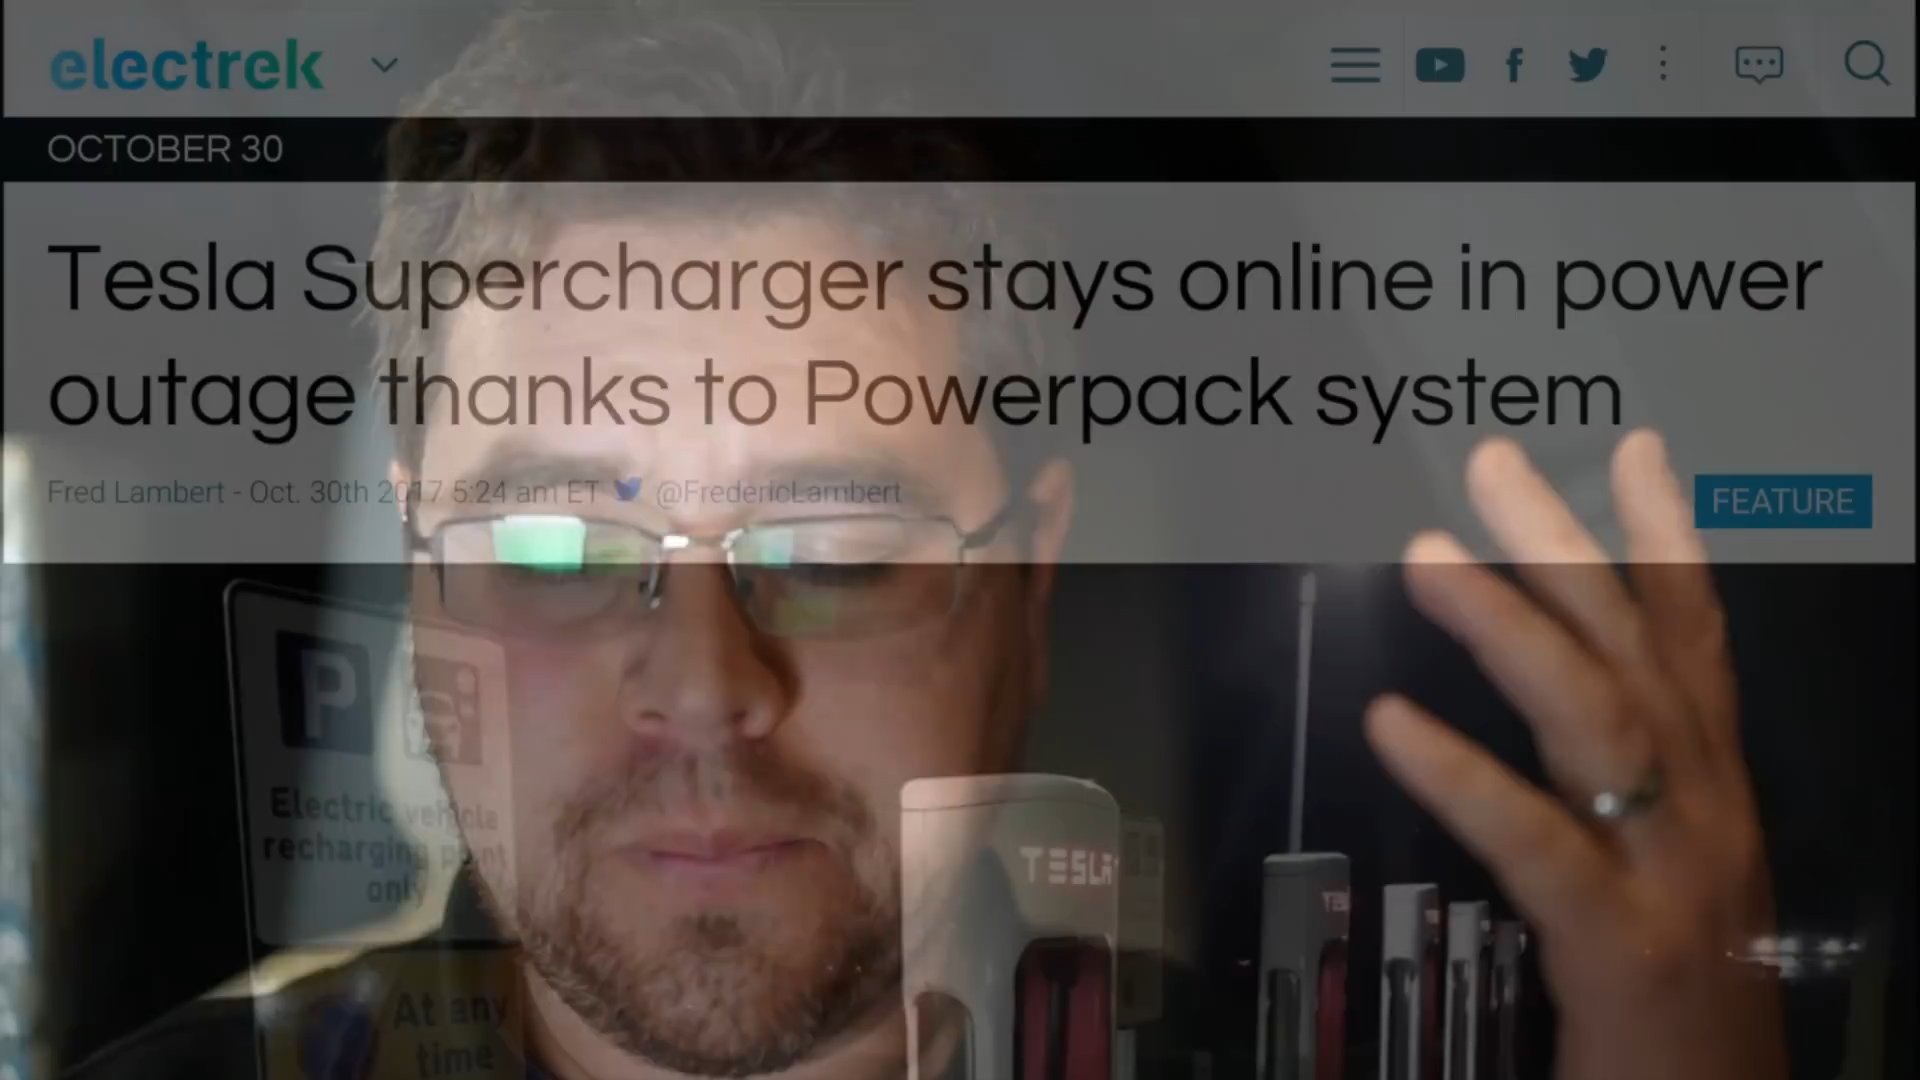 electrek
OCTOBER 30
Tesla Supercharger stays online in power
outage thanks to Powerpack system
Fred Lambert - Oct. 30th 2017 5:24 am ET @FredericLambert
FEATURE
P
Electric vehicle
recharging point
only
At any
time
TESLA